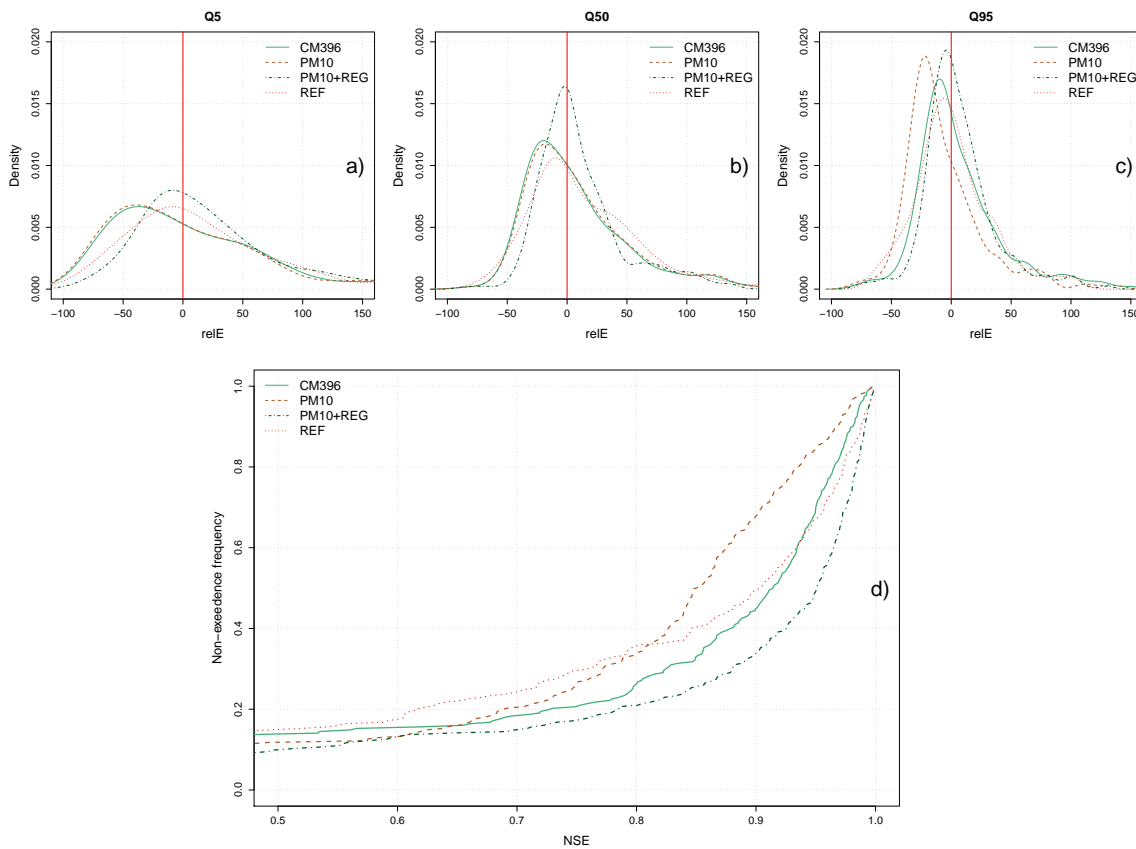 Q5
CM396
PM10
PM10+REG
REF
a)
Density
0.000
0.005
0.010
0.015
0.020
−100
−50
0
50
100
150
relE
Q50
CM396
PM10
PM10+REG
REF
b)
Density
0.000
0.005
0.010
0.015
0.020
−100
−50
0
50
100
150
relE
Q95
CM396
PM10
PM10+REG
REF
c)
Density
0.000
0.005
0.010
0.015
0.020
−100
−50
0
50
100
150
relE
CM396
PM10
PM10+REG
REF
d)
Non−exeedence frequency
0.0
0.2
0.4
0.6
0.8
1.0
0.5
0.6
0.7
0.8
0.9
1.0
NSE